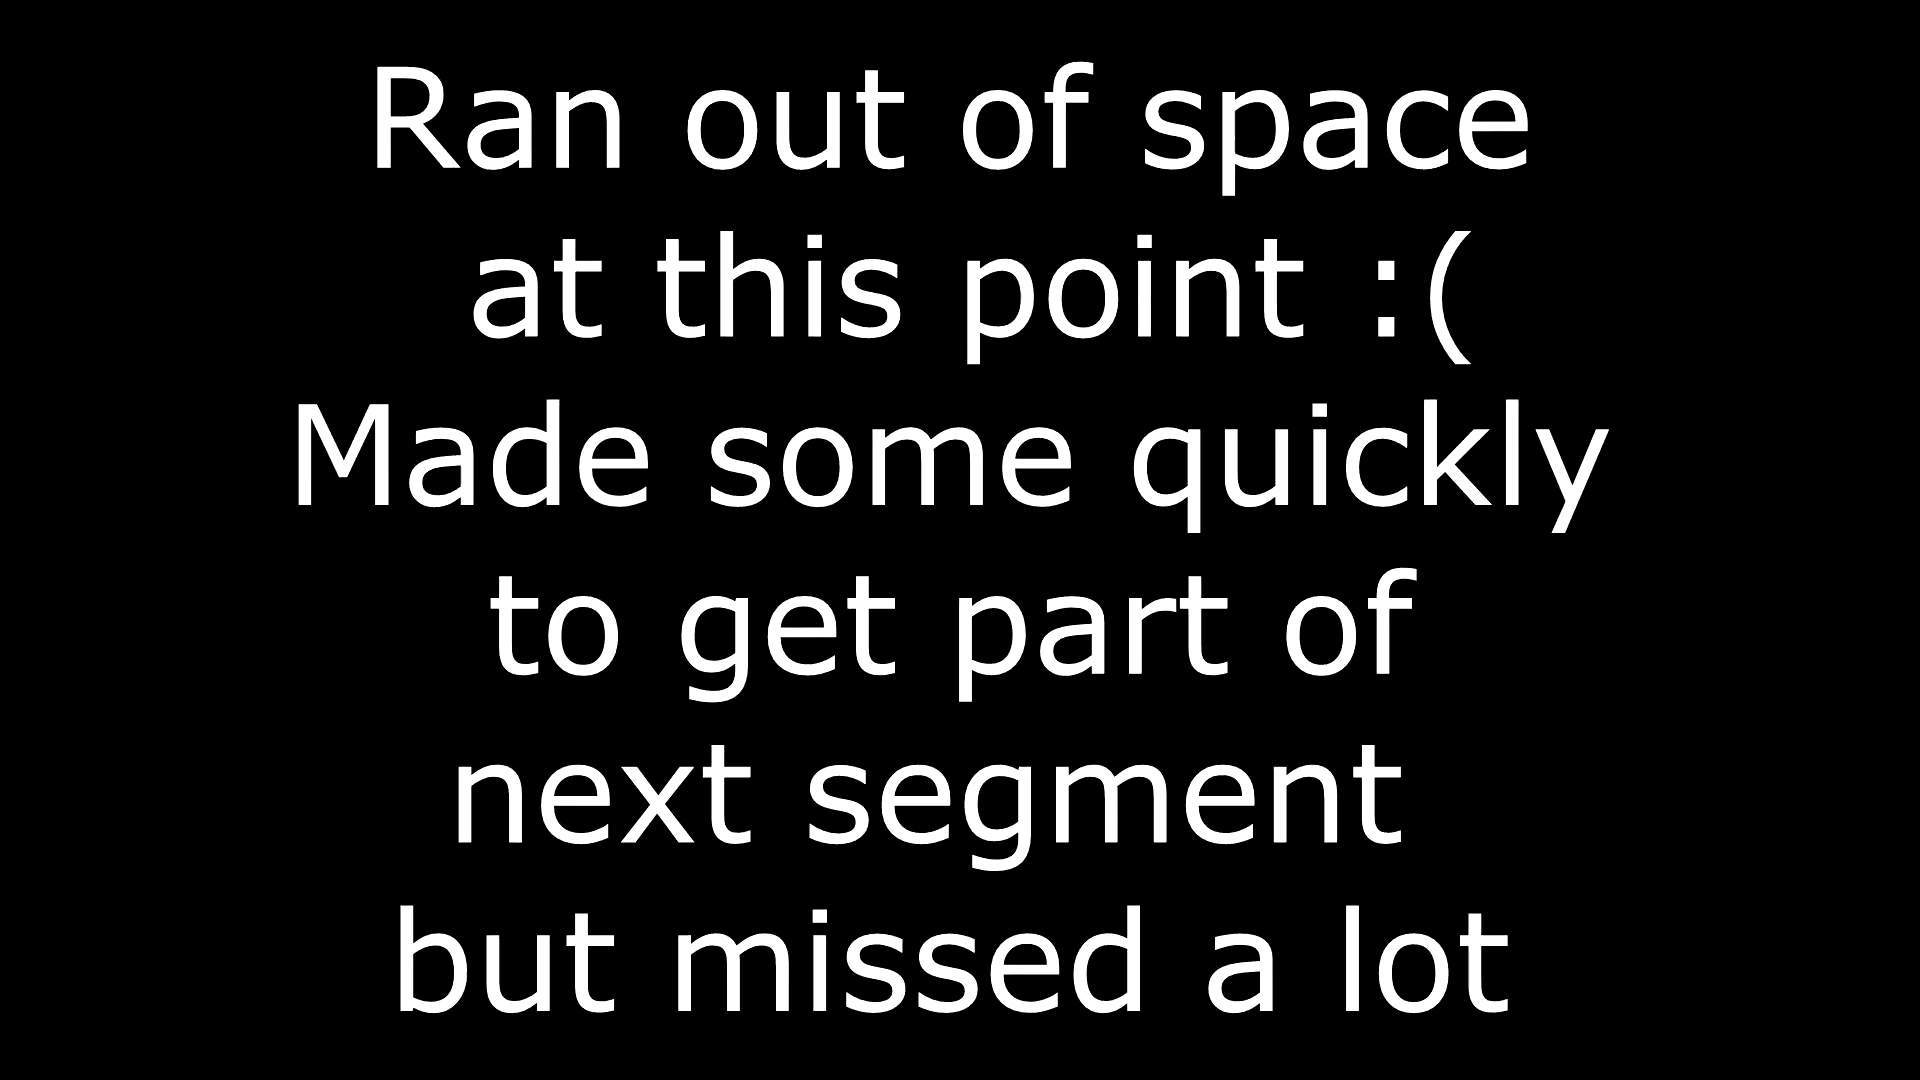 Ran out of space
at this point :(
Made some quickly
to get part of
next segment
but missed a lot